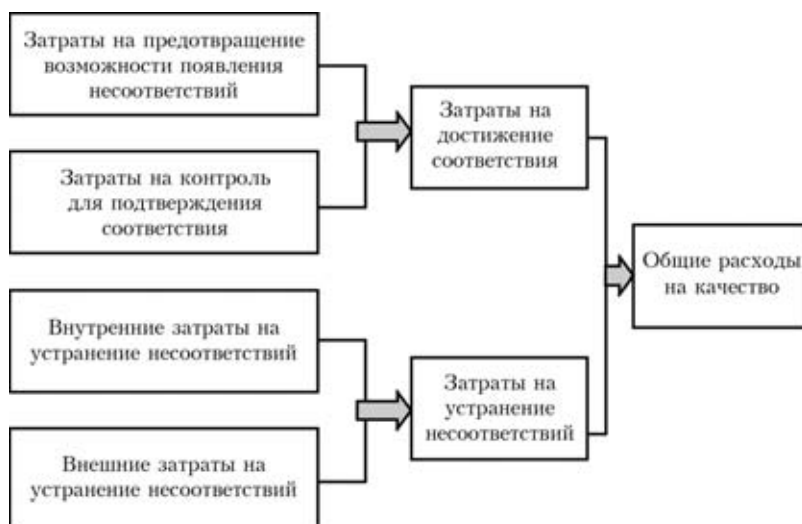 Затраты на предотвращение
возможности появления
несоответствий
Затраты на контроль
для подтверждения
соответствия
Внутренние затраты на
устранение несоответствий
Внешние затраты на
устранение несоответствий
Затраты на
достижение
соответствия
Затраты на
устранение
несоответствий
Общие расходы
на качество